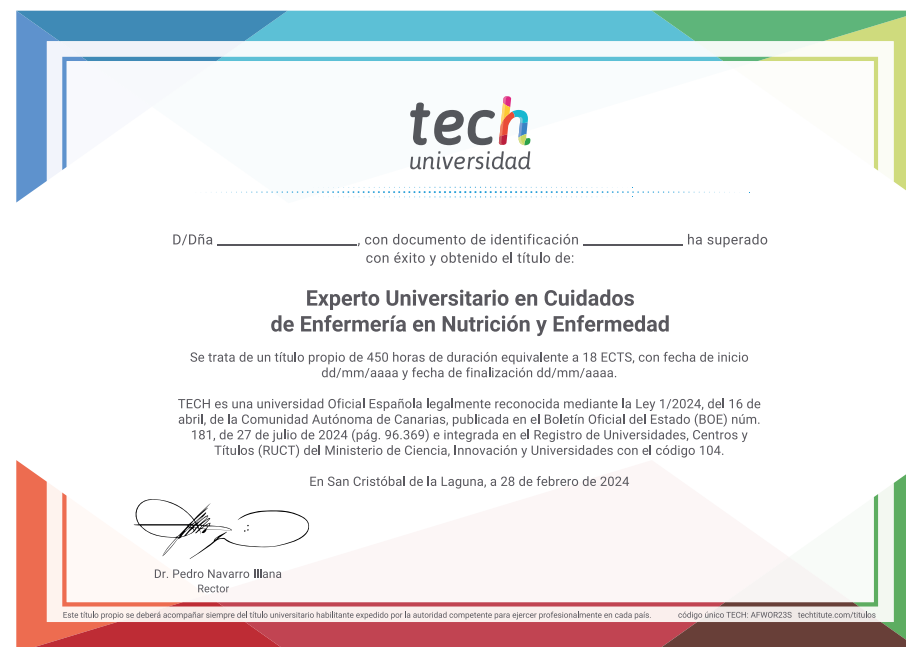 tech
universidad
D/Dña ________________, con documento de identificación ____________ ha superado
con éxito y obtenido el título de:
Experto Universitario en Cuidados
de Enfermería en Nutrición y Enfermedad
Se trata de un título propio de 450 horas de duración equivalente a 18 ECTS, con fecha de inicio
dd/mm/aaaa y fecha de finalización dd/mm/aaaa.
TECH es una universidad Oficial Española legalmente reconocida mediante la Ley 1/2024, del 16 de
abril, de la Comunidad Autónoma de Canarias, publicada en el Boletín Oficial del Estado (BOE) núm.
181, de 27 de julio de 2024 (pág. 96.369) e integrada en el Registro de Universidades, Centros y
Títulos (RUCT) del Ministerio de Ciencia, Innovación y Universidades con el código 104.
En San Cristóbal de la Laguna, a 28 de febrero de 2024
Dr. Pedro Navarro Illana
Rector
Este título propio se deberá acompañar siempre del título universitario habilitante expedido por la autoridad competente para ejercer profesionalmente en cada país. código único TECH: AFWOR23S techtitute.com/titulos